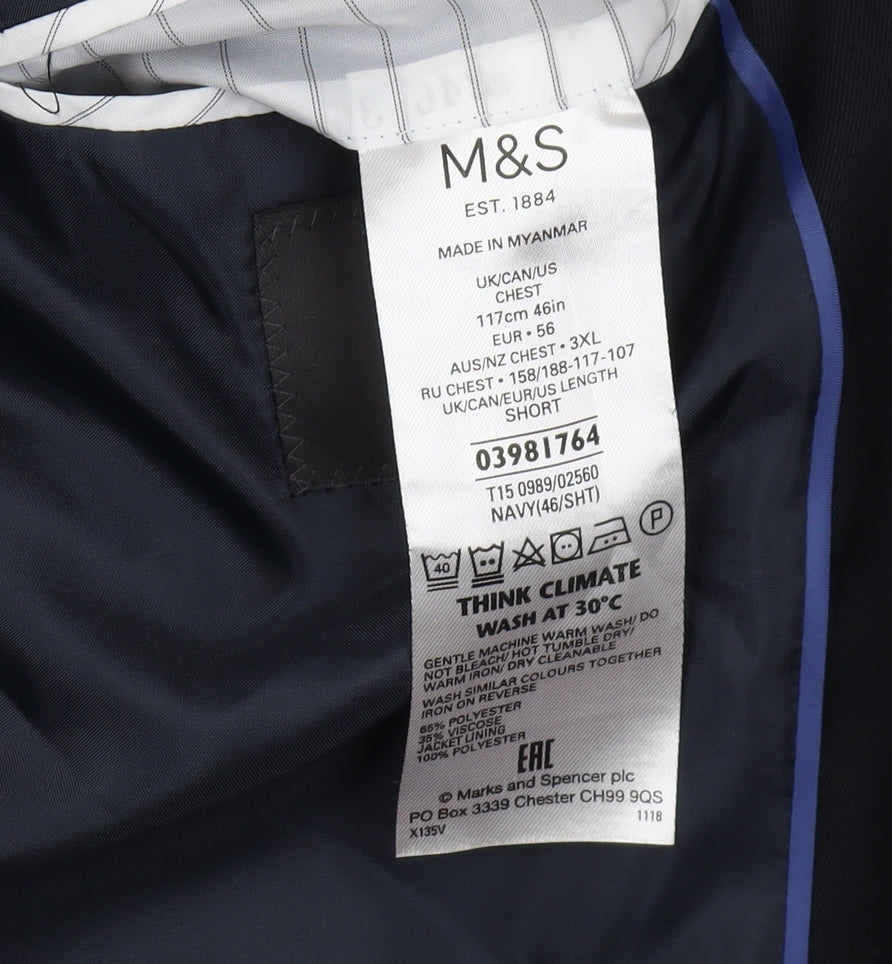 M&S
EST. 1884
MADE IN MYANMAR
UK/CAN/US
CHEST
117cm 46in
EUR • 56
AUS/NZ CHEST • 3XL
RU CHEST • 158/188-117-107
UK/CAN/EUR/US LENGTH
SHORT
03981764
T15 0989/02560
NAVY(46/SHT)
40
P
THINK CLIMATE
WASH AT 30°C
GENTLE MACHINE WARM WASH/ DO
NOT BLEACH/ HOT TUMBLE DRY/
WARM IRON/ DRY CLEANABLE
WASH SIMILAR COLOURS TOGETHER
IRON ON REVERSE
65% POLYESTER
35% VISCOSE
JACKET LINING
100% POLYESTER
EAC
© Marks and Spencer plc
PO Box 3339 Chester CH99 9QS
X135V 1118